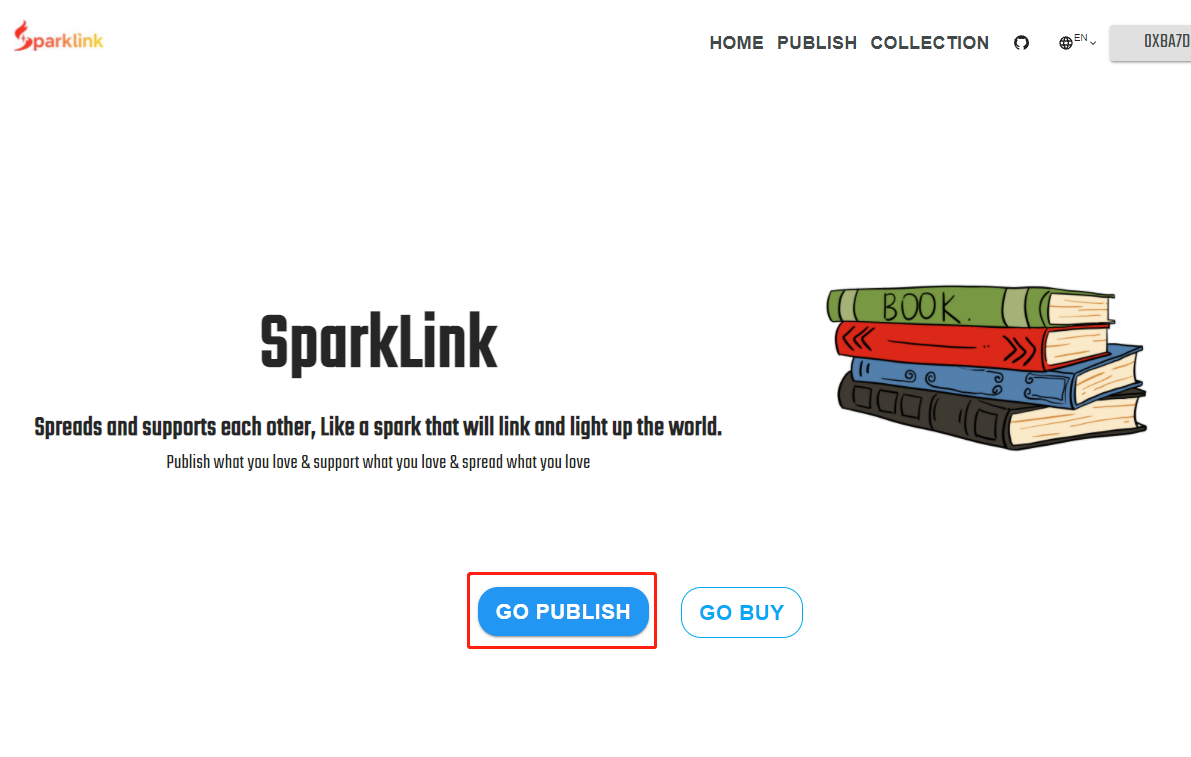 Sparklink
HOME PUBLISH COLLECTION EN 0XBA7D
BOOK.
SparkLink
Spreads and supports each other, Like a spark that will link and light up the world.
Publish what you love & support what you love & spread what you love
GO PUBLISH GO BUY